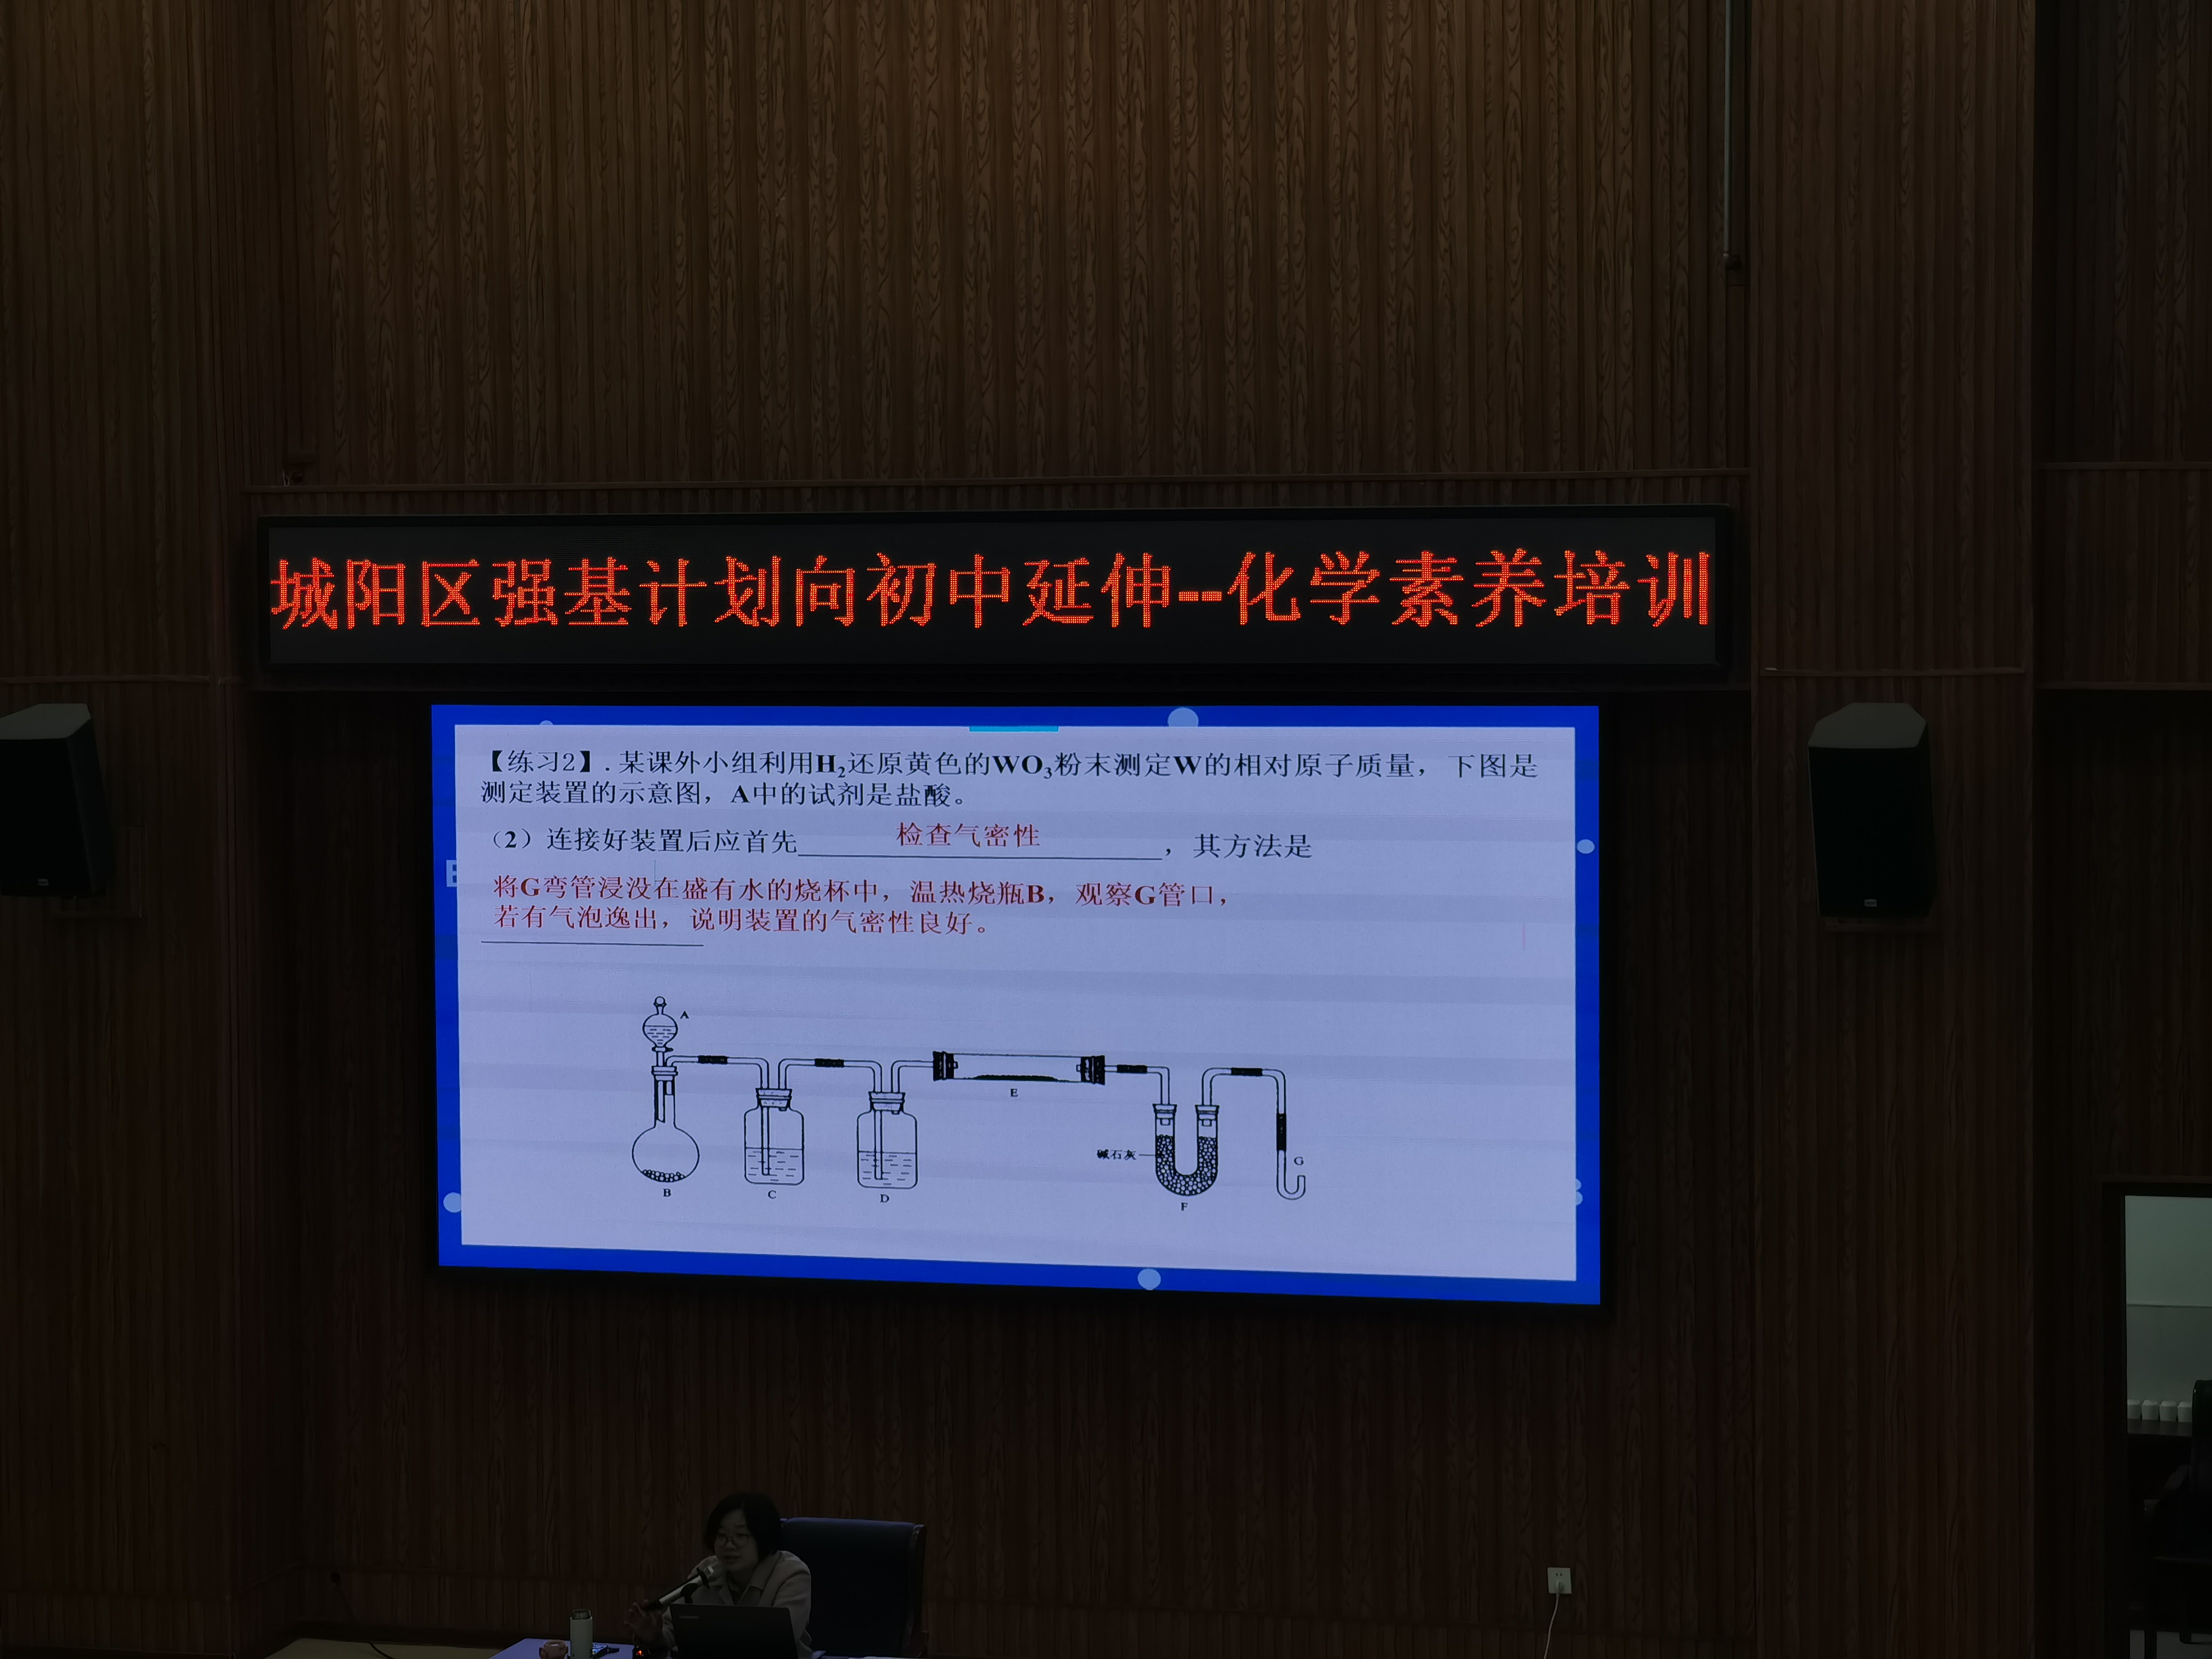 城阳区强基计划向初中延伸--化学素养培训
【练习2】.某课外小组利用H₂还原黄色的WO₃粉末测定W的相对原子质量，下图是
测定装置的示意图，A中的试剂是盐酸。
（2）连接好装置后应首先 检查气密性 ，其方法是
将G弯管浸没在盛有水的烧杯中，温热烧瓶B，观察G管口，
若有气泡逸出，说明装置的气密性良好。
A
E
碱石灰
G
B
C
D
F